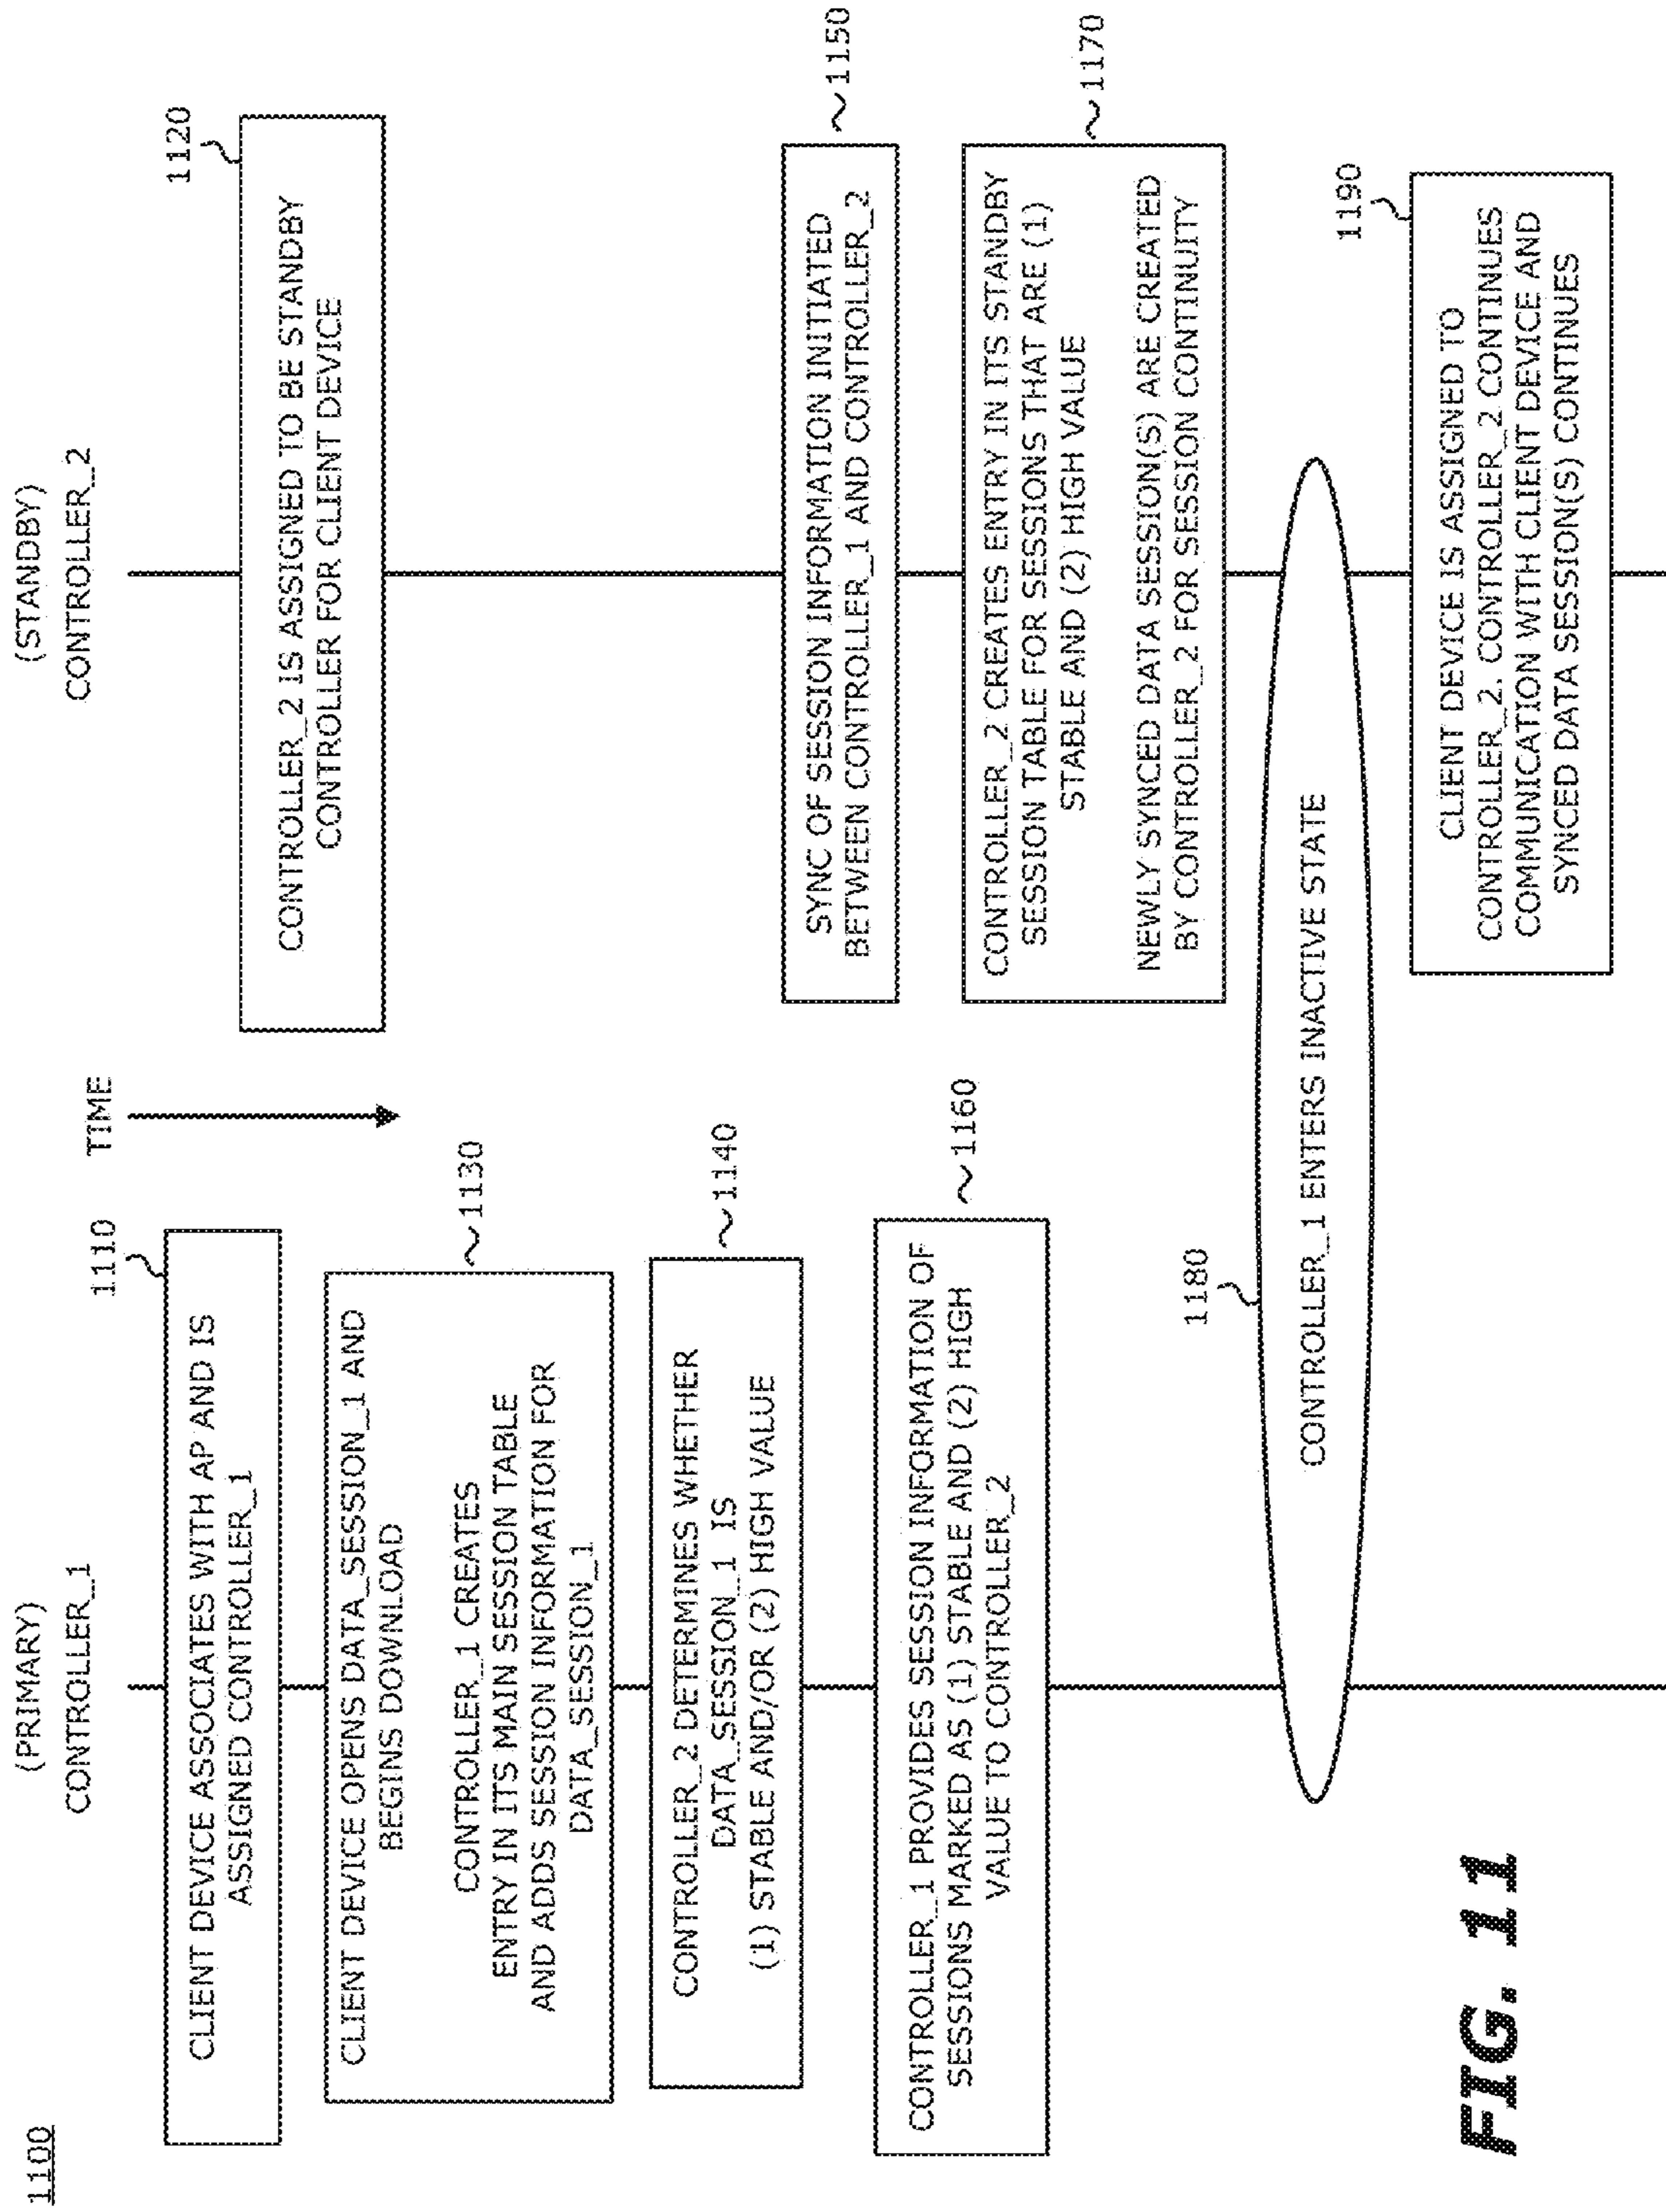 1100
(PRIMARY)
CONTROLLER_1
TIME
(STANDBY)
CONTROLLER_2
1110
CLIENT DEVICE ASSOCIATES WITH AP AND IS
ASSIGNED CONTROLLER_1
1120
CONTROLLER_2 IS ASSIGNED TO BE STANDBY
CONTROLLER FOR CLIENT DEVICE
1130
CLIENT DEVICE OPENS DATA_SESSION_1 AND
BEGINS DOWNLOAD
CONTROLLER_1 CREATES
ENTRY IN ITS MAIN SESSION TABLE
AND ADDS SESSION INFORMATION FOR
DATA_SESSION_1
1140
CONTROLLER_2 DETERMINES WHETHER
DATA_SESSION_1 IS
(1) STABLE AND/OR (2) HIGH VALUE
1150
SYNC OF SESSION INFORMATION INITIATED
BETWEEN CONTROLLER_1 AND CONTROLLER_2
1160
CONTROLLER_1 PROVIDES SESSION INFORMATION OF
SESSIONS MARKED AS (1) STABLE AND (2) HIGH
VALUE TO CONTROLLER_2
1170
CONTROLLER_2 CREATES ENTRY IN ITS STANDBY
SESSION TABLE FOR SESSIONS THAT ARE (1)
STABLE AND (2) HIGH VALUE
NEWLY SYNCED DATA SESSION(S) ARE CREATED
BY CONTROLLER_2 FOR SESSION CONTINUITY
1180
CONTROLLER_1 ENTERS INACTIVE STATE
1190
CLIENT DEVICE IS ASSIGNED TO
CONTROLLER_2. CONTROLLER_2 CONTINUES
COMMUNICATION WITH CLIENT DEVICE AND
SYNCED DATA SESSION(S) CONTINUES
FIG. 11